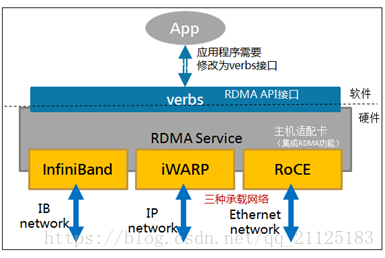 App
应用程序需要
修改为verbs接口
verbs
RDMA API接口
软件
硬件
RDMA Service
主机适配卡
(集成RDMA功能)
InfiniBand
iWARP
RoCE
三种承载网络
IB
network
IP
network
Ethernet
network
https://blog.csdn.net/qq_21125183